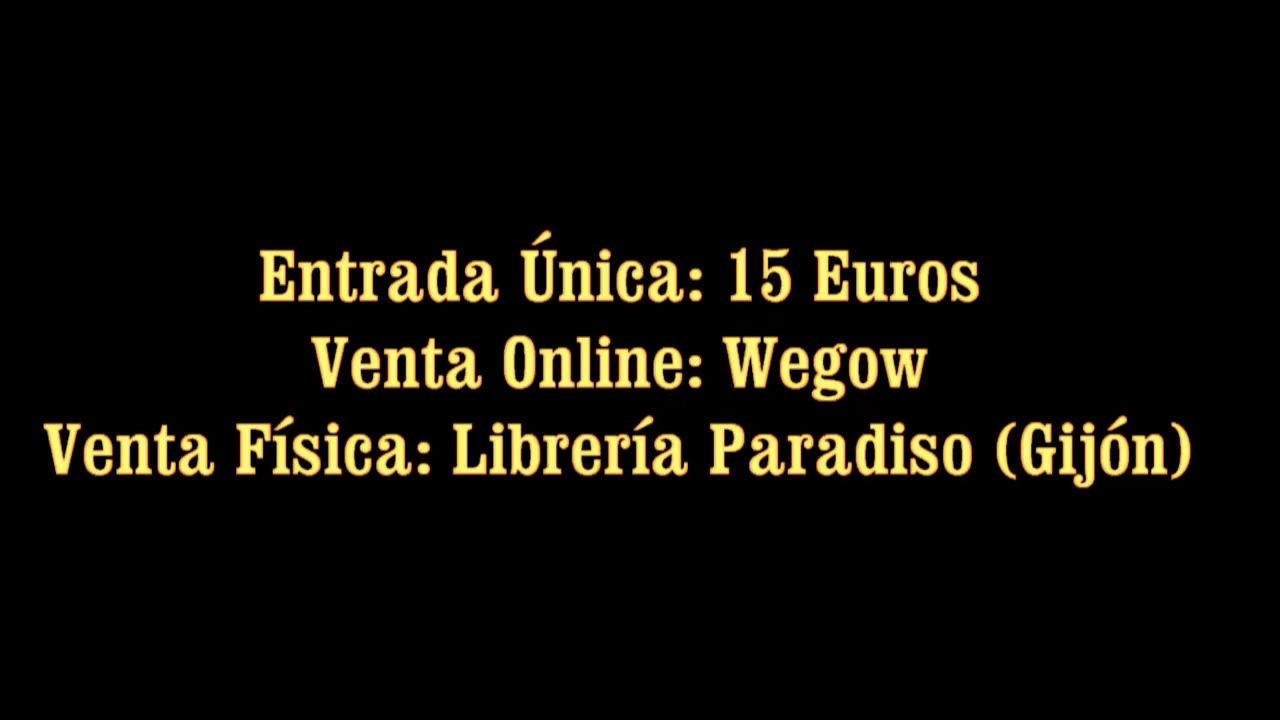 Entrada Única: 15 Euros
Venta Online: Wegow
Venta Física: Librería Paradiso (Gijón)